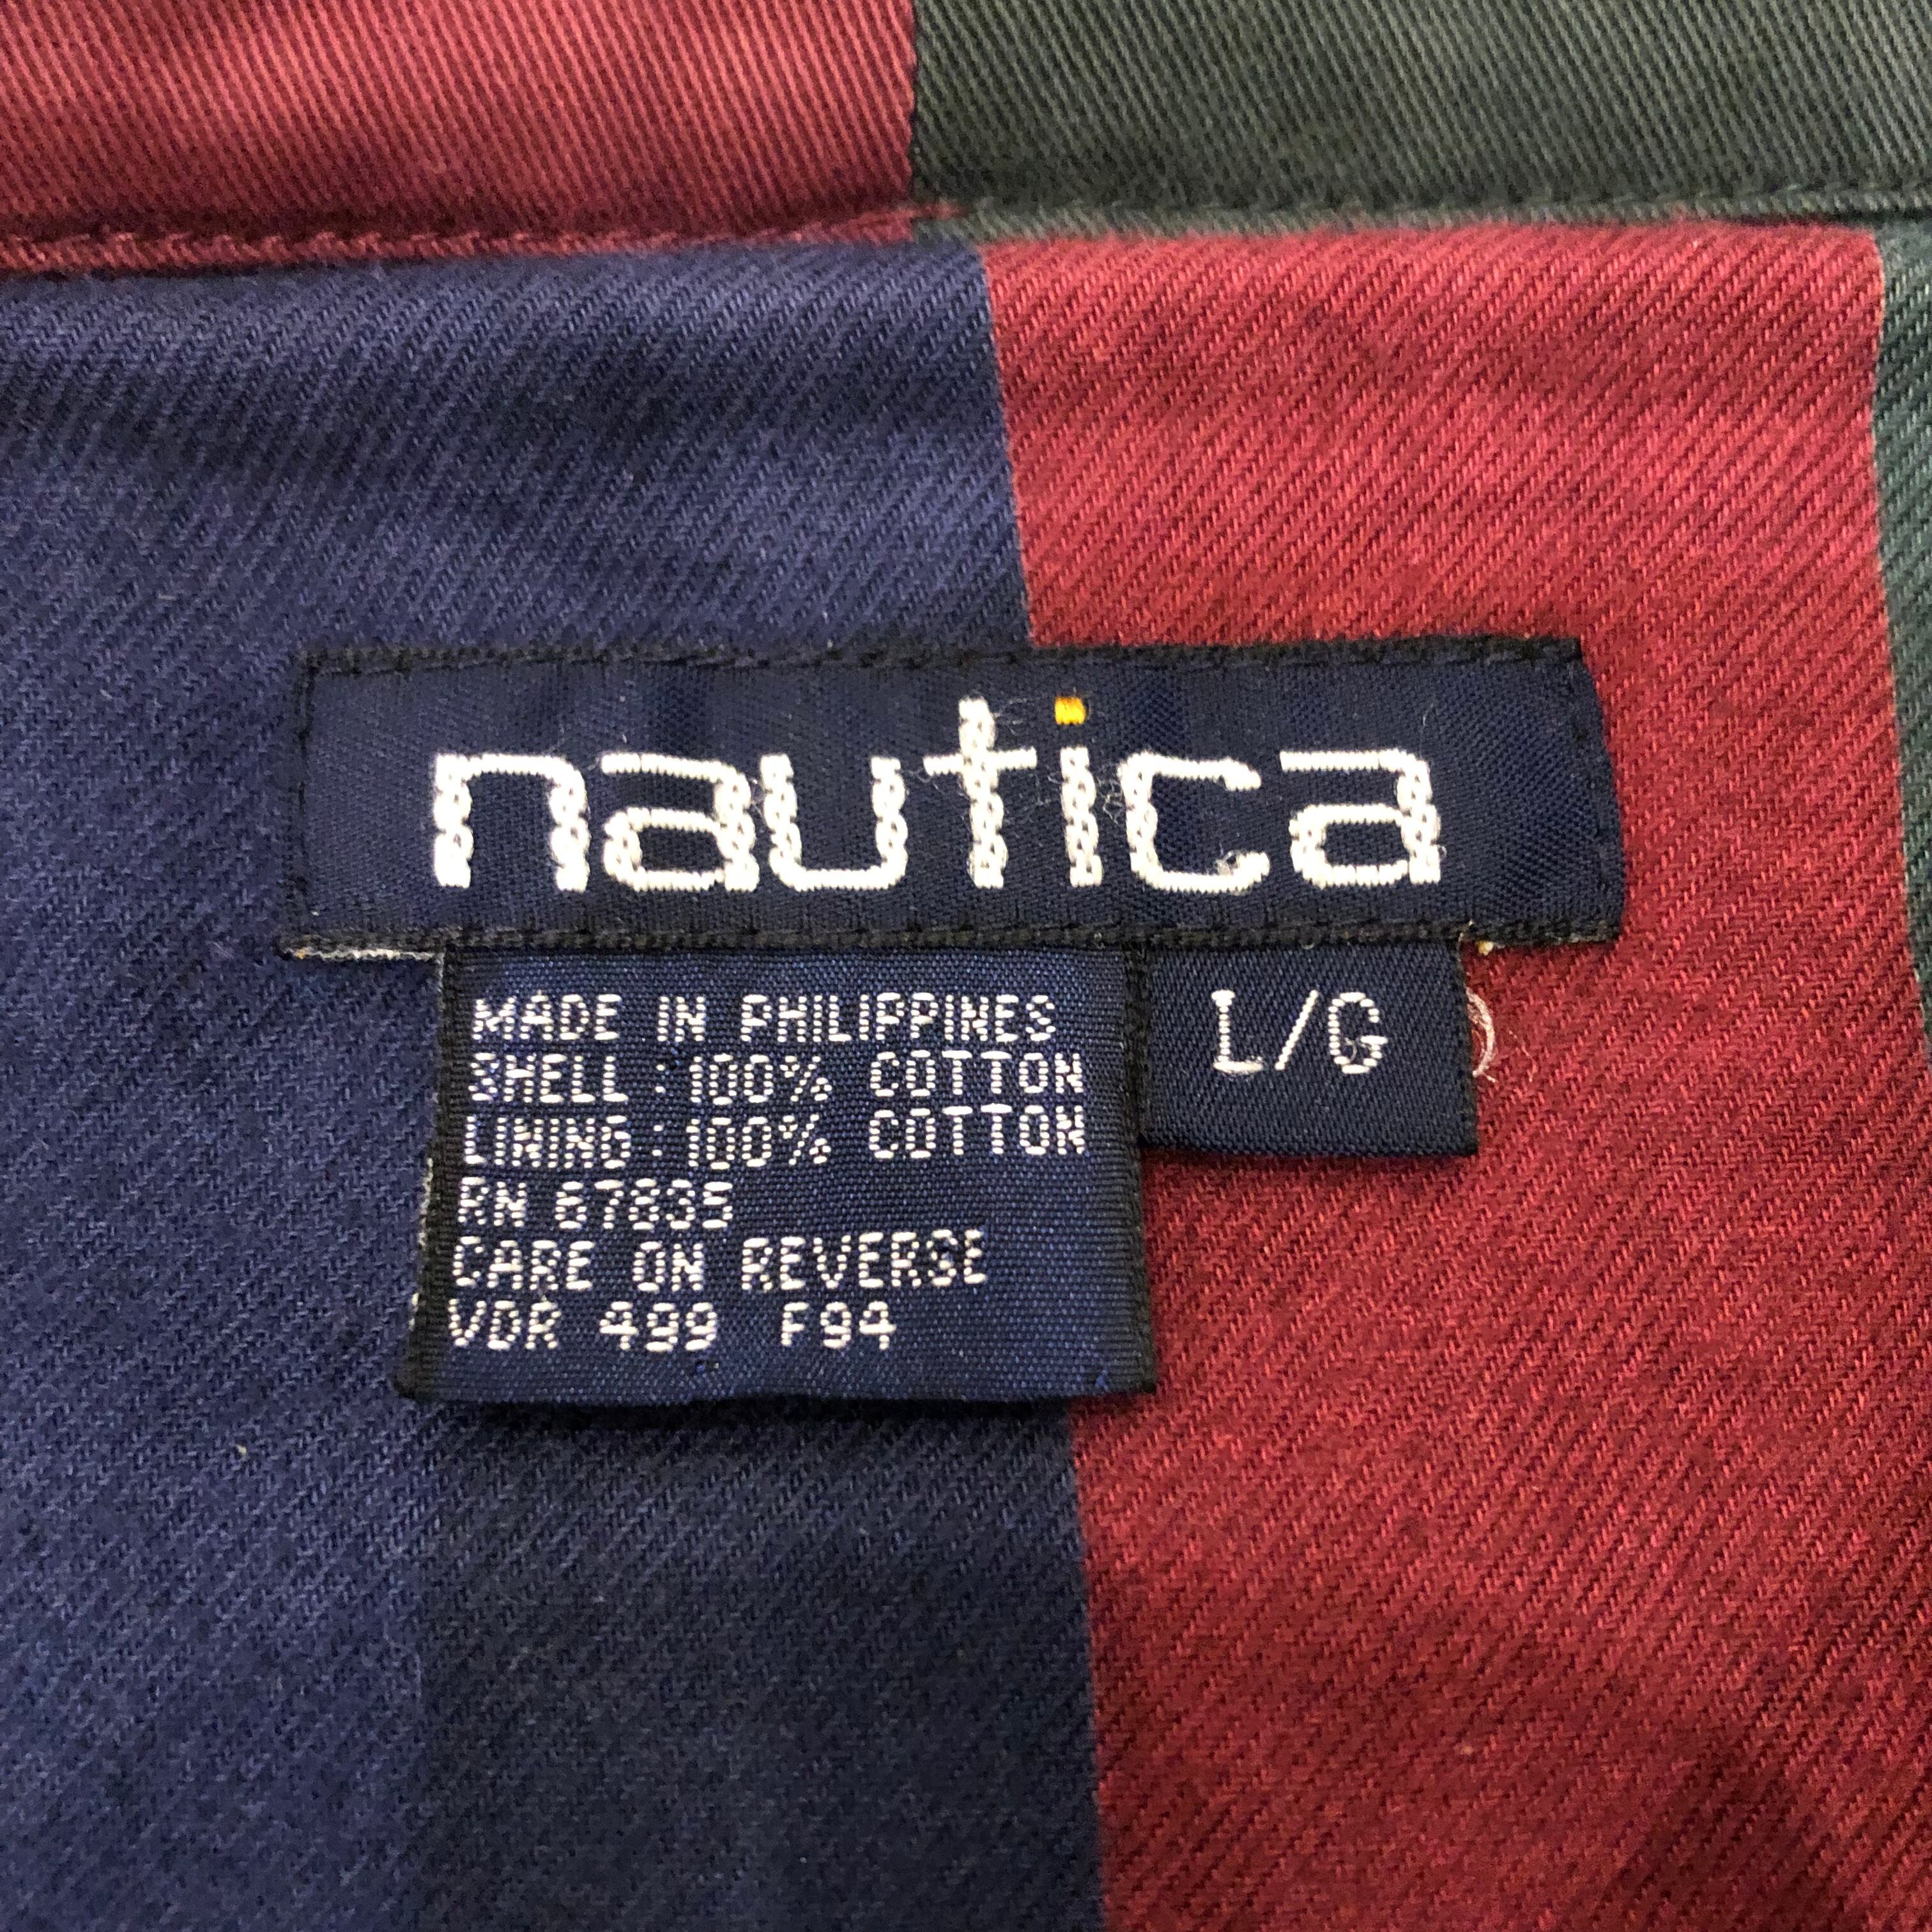 nautica
MADE IN PHILIPPINES
SHELL : 100% COTTON
LINING : 100% COTTON
RN 67835
CARE ON REVERSE
VDR 499 F94
L/G